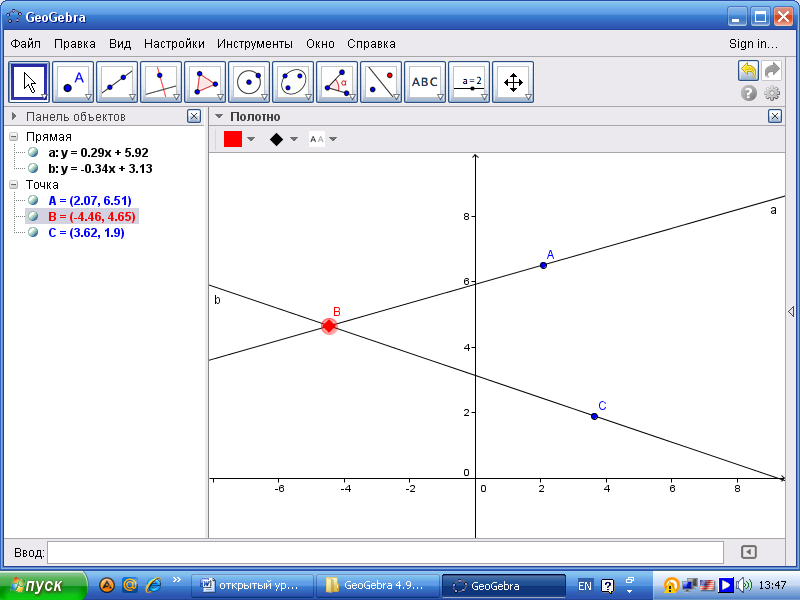 GeoGebra
Файл Правка Вид Настройки Инструменты Окно Справка Sign in...
A α ABC a=2
Панель объектов
Полотно
Прямая
a: y = 0.29x + 5.92
b: y = -0.34x + 3.13
Точка
A = (2.07, 6.51)
B = (-4.46, 4.65)
C = (3.62, 1.9)
A A
8
a
A
6
b
B
4
C
2
0
-6 -4 -2 0 2 4 6 8
Ввод:
пуск
открытый ур...
GeoGebra 4.9...
GeoGebra
EN
13:47